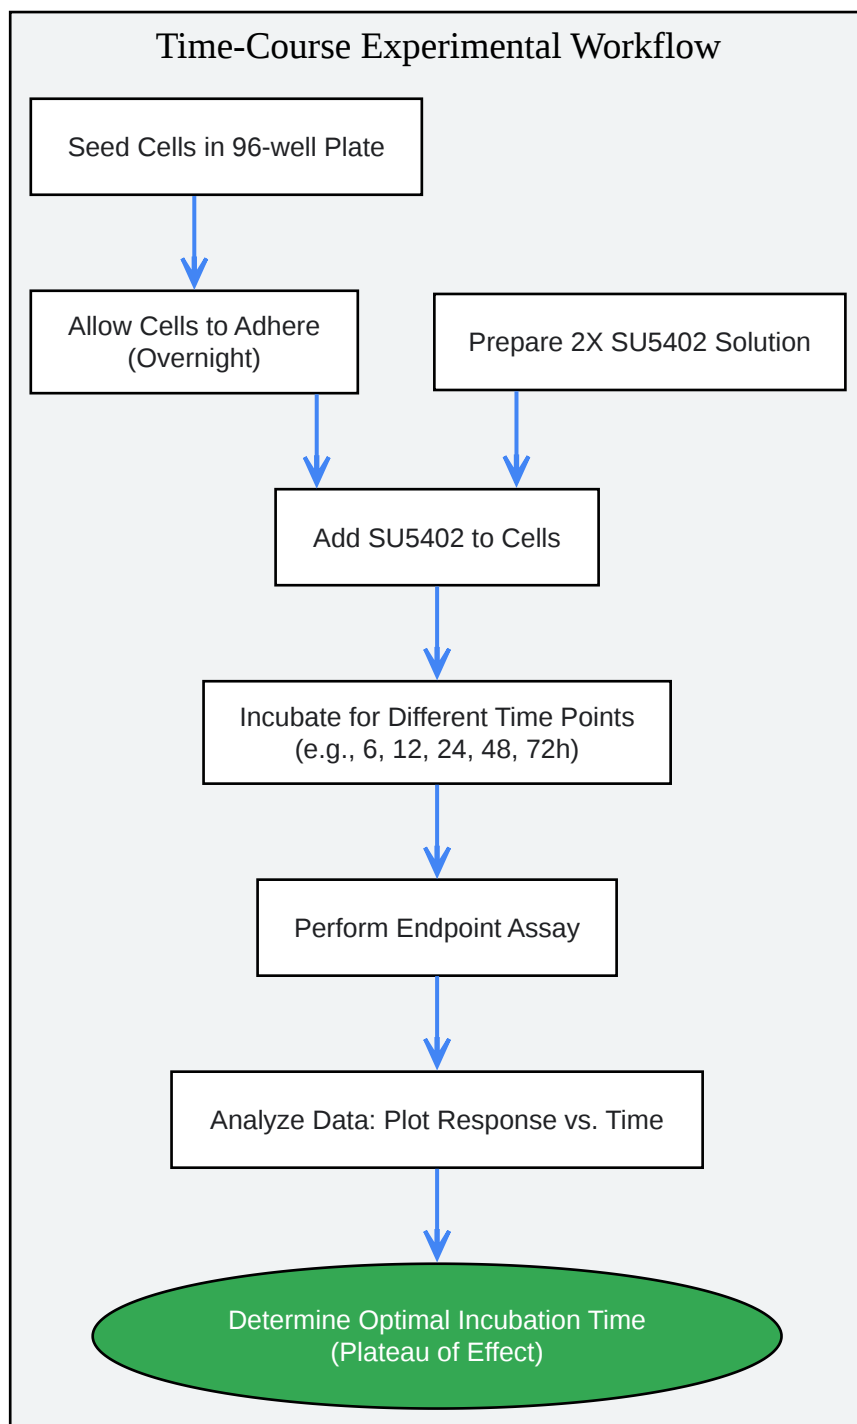 Time-Course Experimental Workflow
Seed Cells in 96-well Plate
Allow Cells to Adhere
(Overnight)
Prepare 2X SU5402 Solution
Add SU5402 to Cells
Incubate for Different Time Points
(e.g., 6, 12, 24, 48, 72h)
Perform Endpoint Assay
Analyze Data: Plot Response vs. Time
Determine Optimal Incubation Time
(Plateau of Effect)